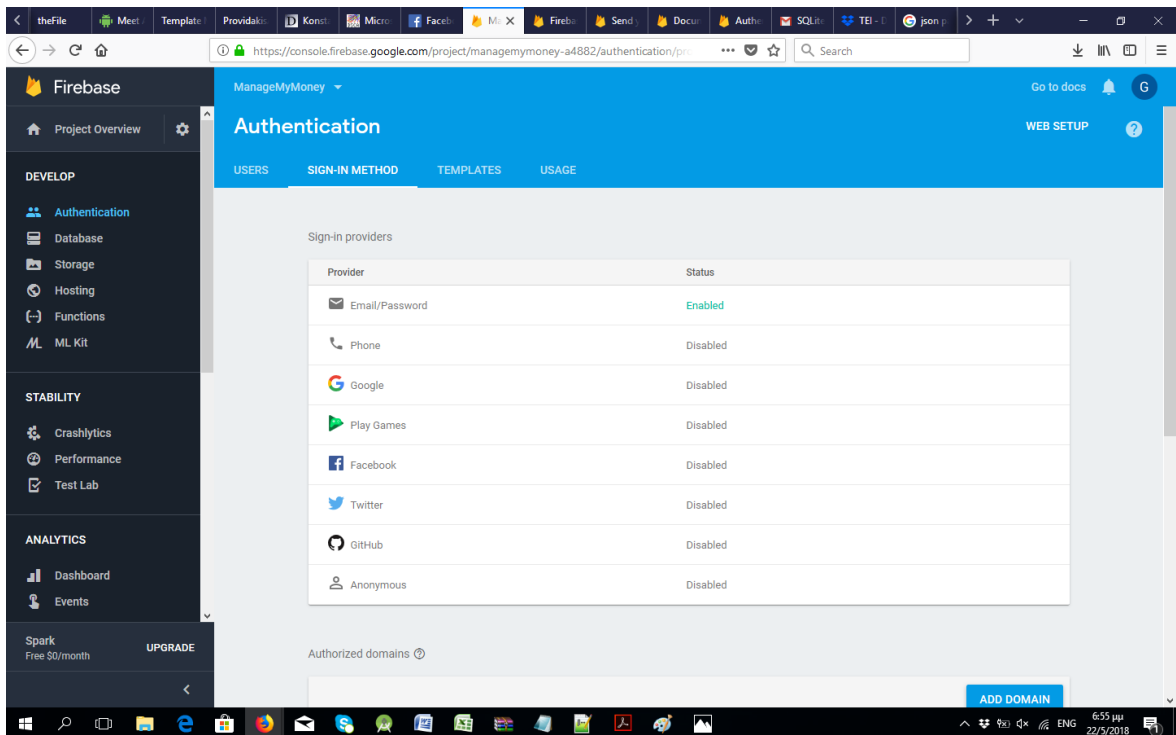 theFile
Meet
Template
Providakis
Konst
Micro
Faceb
Ma
Fireba
Send
Docum
Authe
SQLite
TEI - D
json p
https://console.firebase.google.com/project/managemymoney-a4882/authentication/pro
Search
Firebase
ManageMyMoney
Go to docs
G
Project Overview
Authentication
WEB SETUP
USERS
SIGN-IN METHOD
TEMPLATES
USAGE
DEVELOP
Authentication
Database
Storage
Hosting
Functions
ML Kit
STABILITY
Crashlytics
Performance
Test Lab
ANALYTICS
Dashboard
Events
Spark
Free $0/month
UPGRADE
Sign-in providers
Provider Status
Email/Password Enabled
Phone Disabled
Google Disabled
Play Games Disabled
Facebook Disabled
Twitter Disabled
GitHub Disabled
Anonymous Disabled
Authorized domains
ADD DOMAIN
ENG
6:55 μμ
22/5/2018